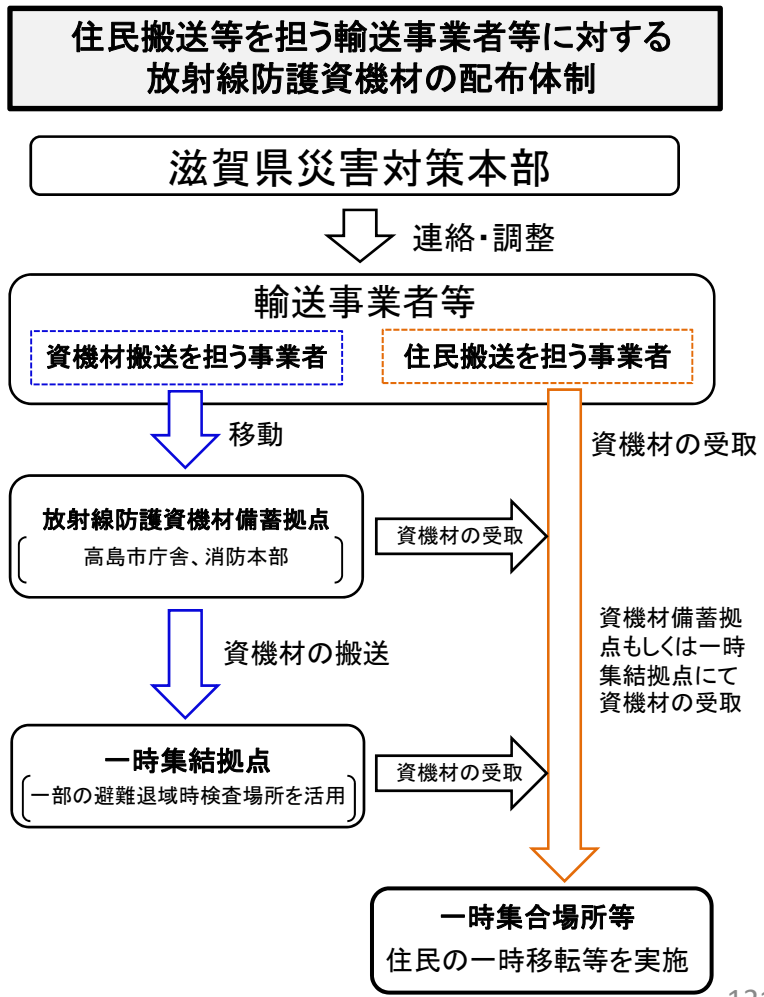 住民搬送等を担う輸送事業者等に対する
放射線防護資機材の配布体制
滋賀県災害対策本部
連絡・調整
輸送事業者等
資機材搬送を担う事業者
住民搬送を担う事業者
移動
資機材の受取
放射線防護資機材備蓄拠点
高島市庁舎、消防本部
資機材の受取
資機材備蓄拠
点もしくは一時
集結拠点にて
資機材の受取
資機材の搬送
一時集結拠点
一部の避難退域時検査場所を活用
資機材の受取
一時集合場所等
住民の一時移転等を実施